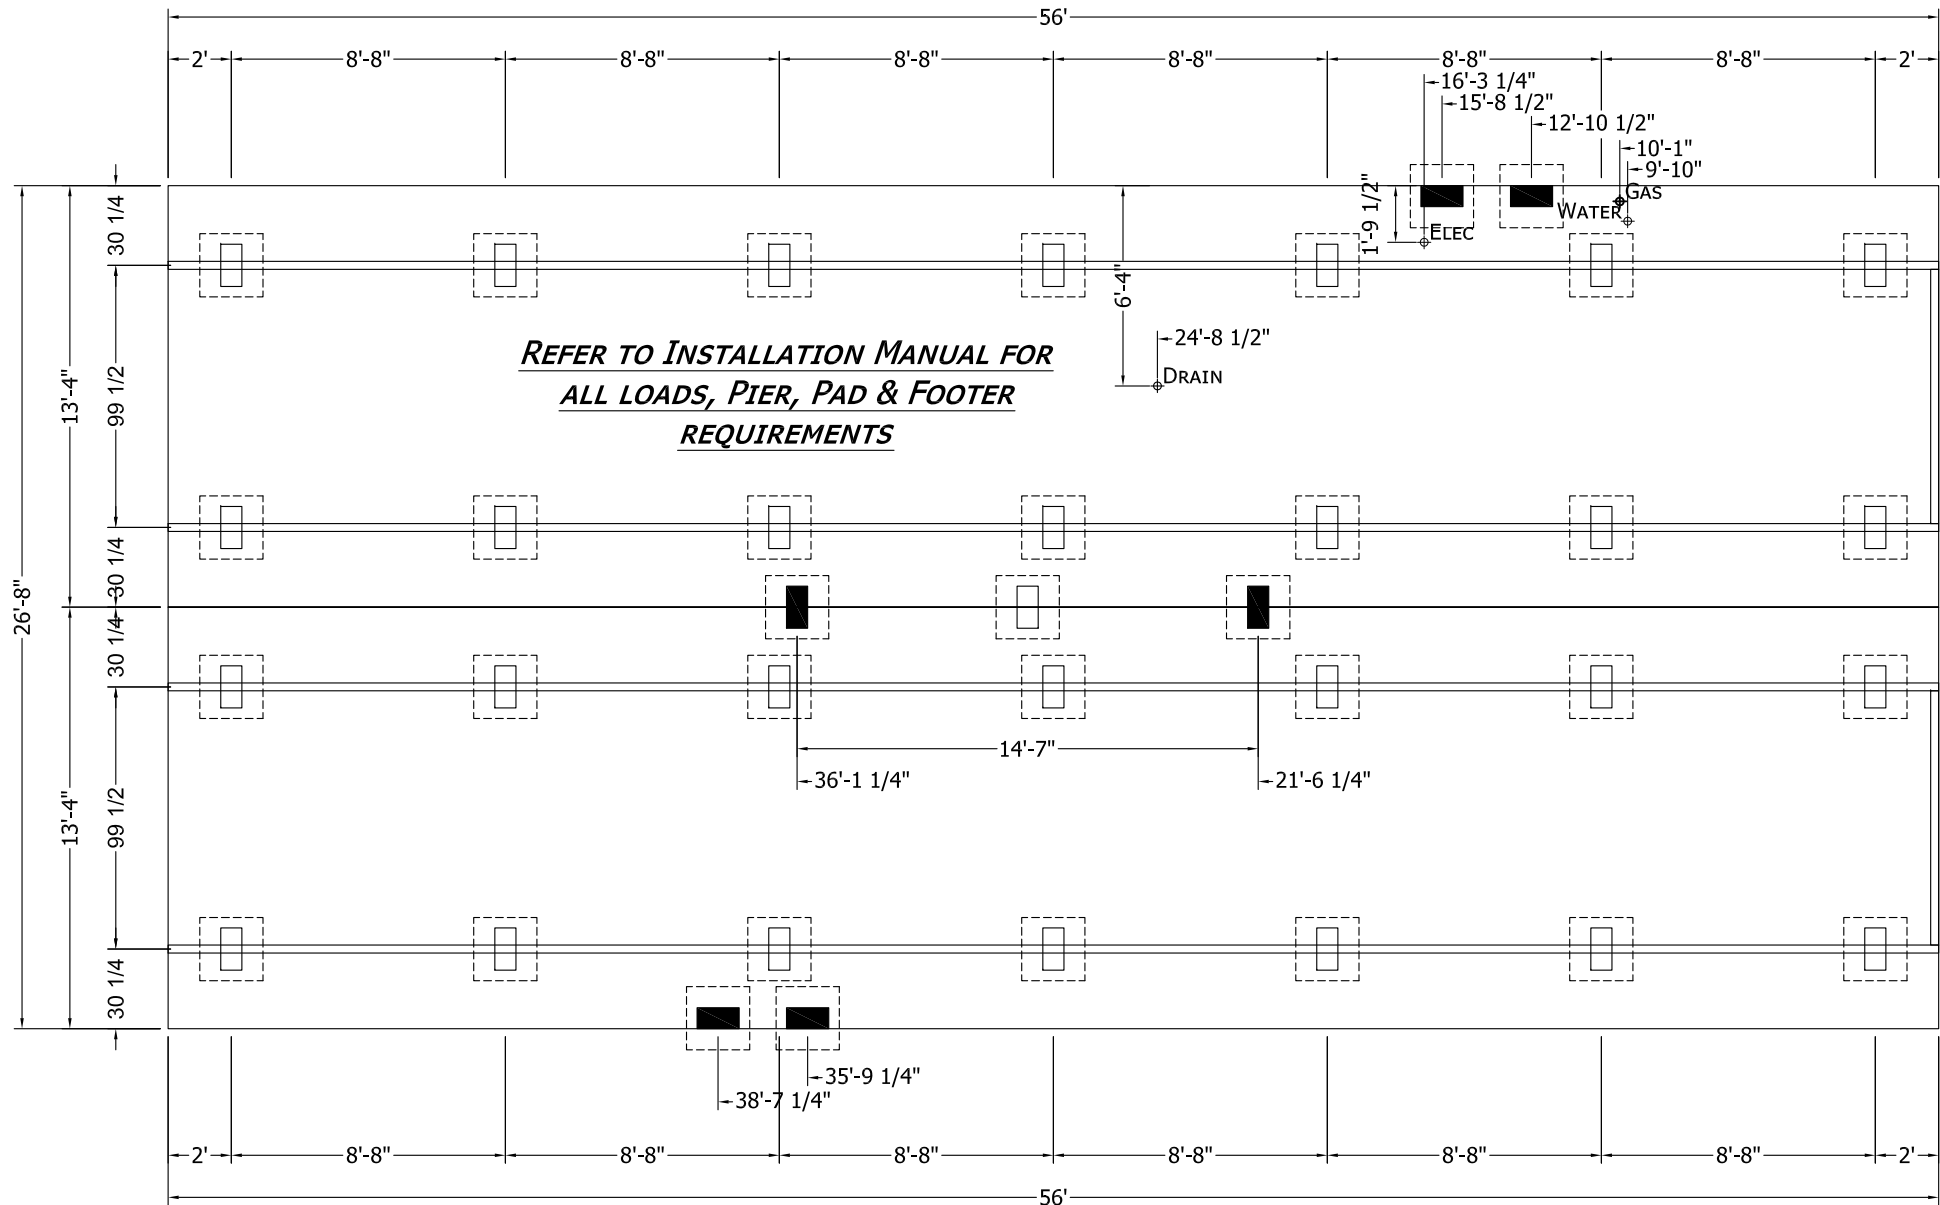 56'
2' 8'-8" 8'-8" 8'-8" 8'-8" 8'-8" 8'-8" 2'
16'-3 1/4"
15'-8 1/2"
12'-10 1/2"
10'-1"
9'-10"
GAS
WATER
ELEC
1'-9 1/2"
6'-4"
24'-8 1/2"
DRAIN
REFER TO INSTALLATION MANUAL FOR
ALL LOADS, PIER, PAD & FOOTER
REQUIREMENTS
26'-8"
13'-4"
13'-4"
30 1/4
99 1/2
30 1/4
30 1/4
99 1/2
30 1/4
14'-7"
36'-1 1/4"
21'-6 1/4"
35'-9 1/4"
38'-7 1/4"
2' 8'-8" 8'-8" 8'-8" 8'-8" 8'-8" 8'-8" 2'
56'